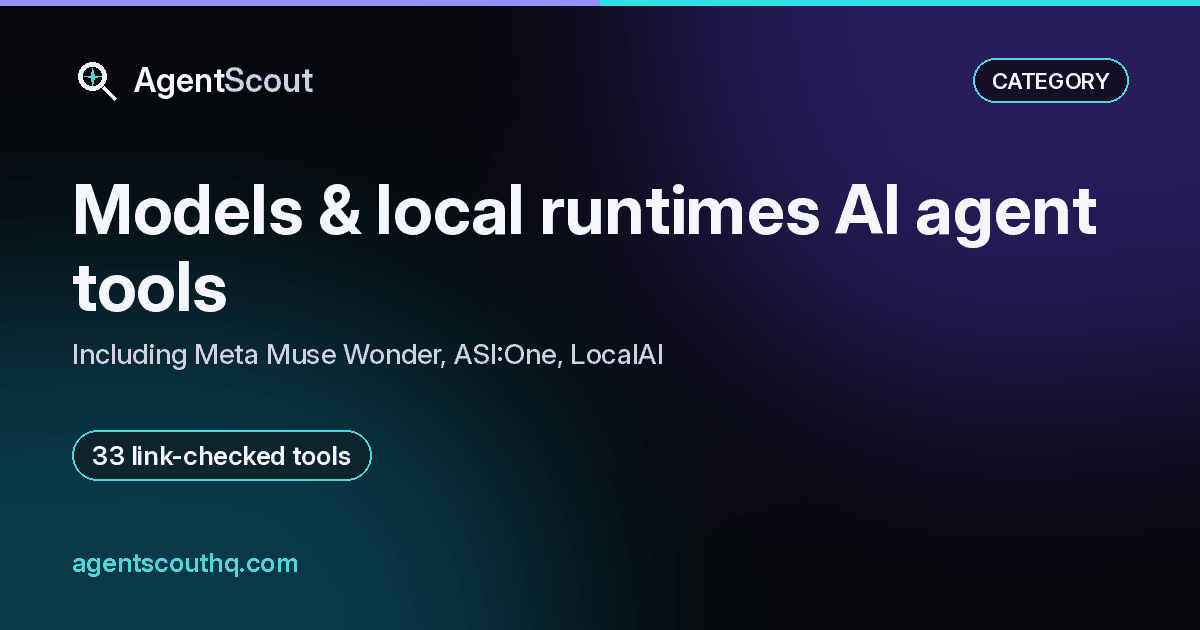 AgentScout
CATEGORY
Models & local runtimes AI agent
tools
Including Meta Muse Wonder, ASI:One, LocalAI
33 link-checked tools
agentscouthq.com